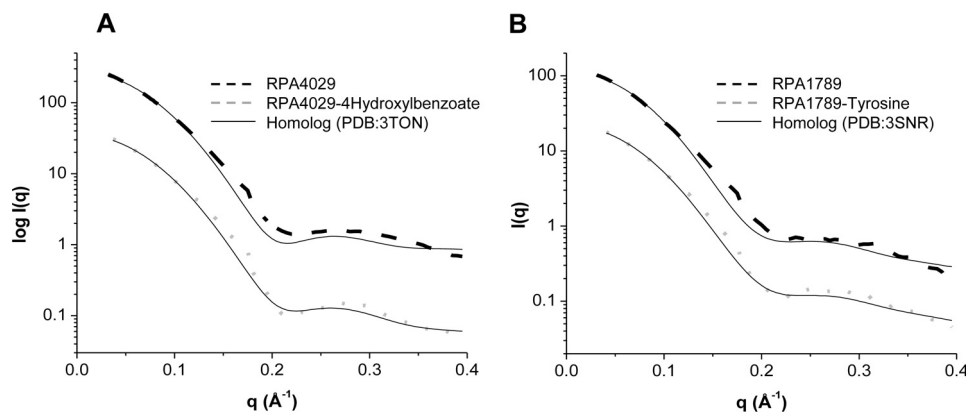 A
B
RPA4029
RPA4029-4Hydroxylbenzoate
Homolog (PDB:3TON)
RPA1789
RPA1789-Tyrosine
Homolog (PDB:3SNR)
log I(q)
100
10
1
0.1
0.0 0.1 0.2 0.3 0.4
q (Å⁻¹)
I(q)
100
10
1
0.1
0.0 0.1 0.2 0.3 0.4
q (Å⁻¹)